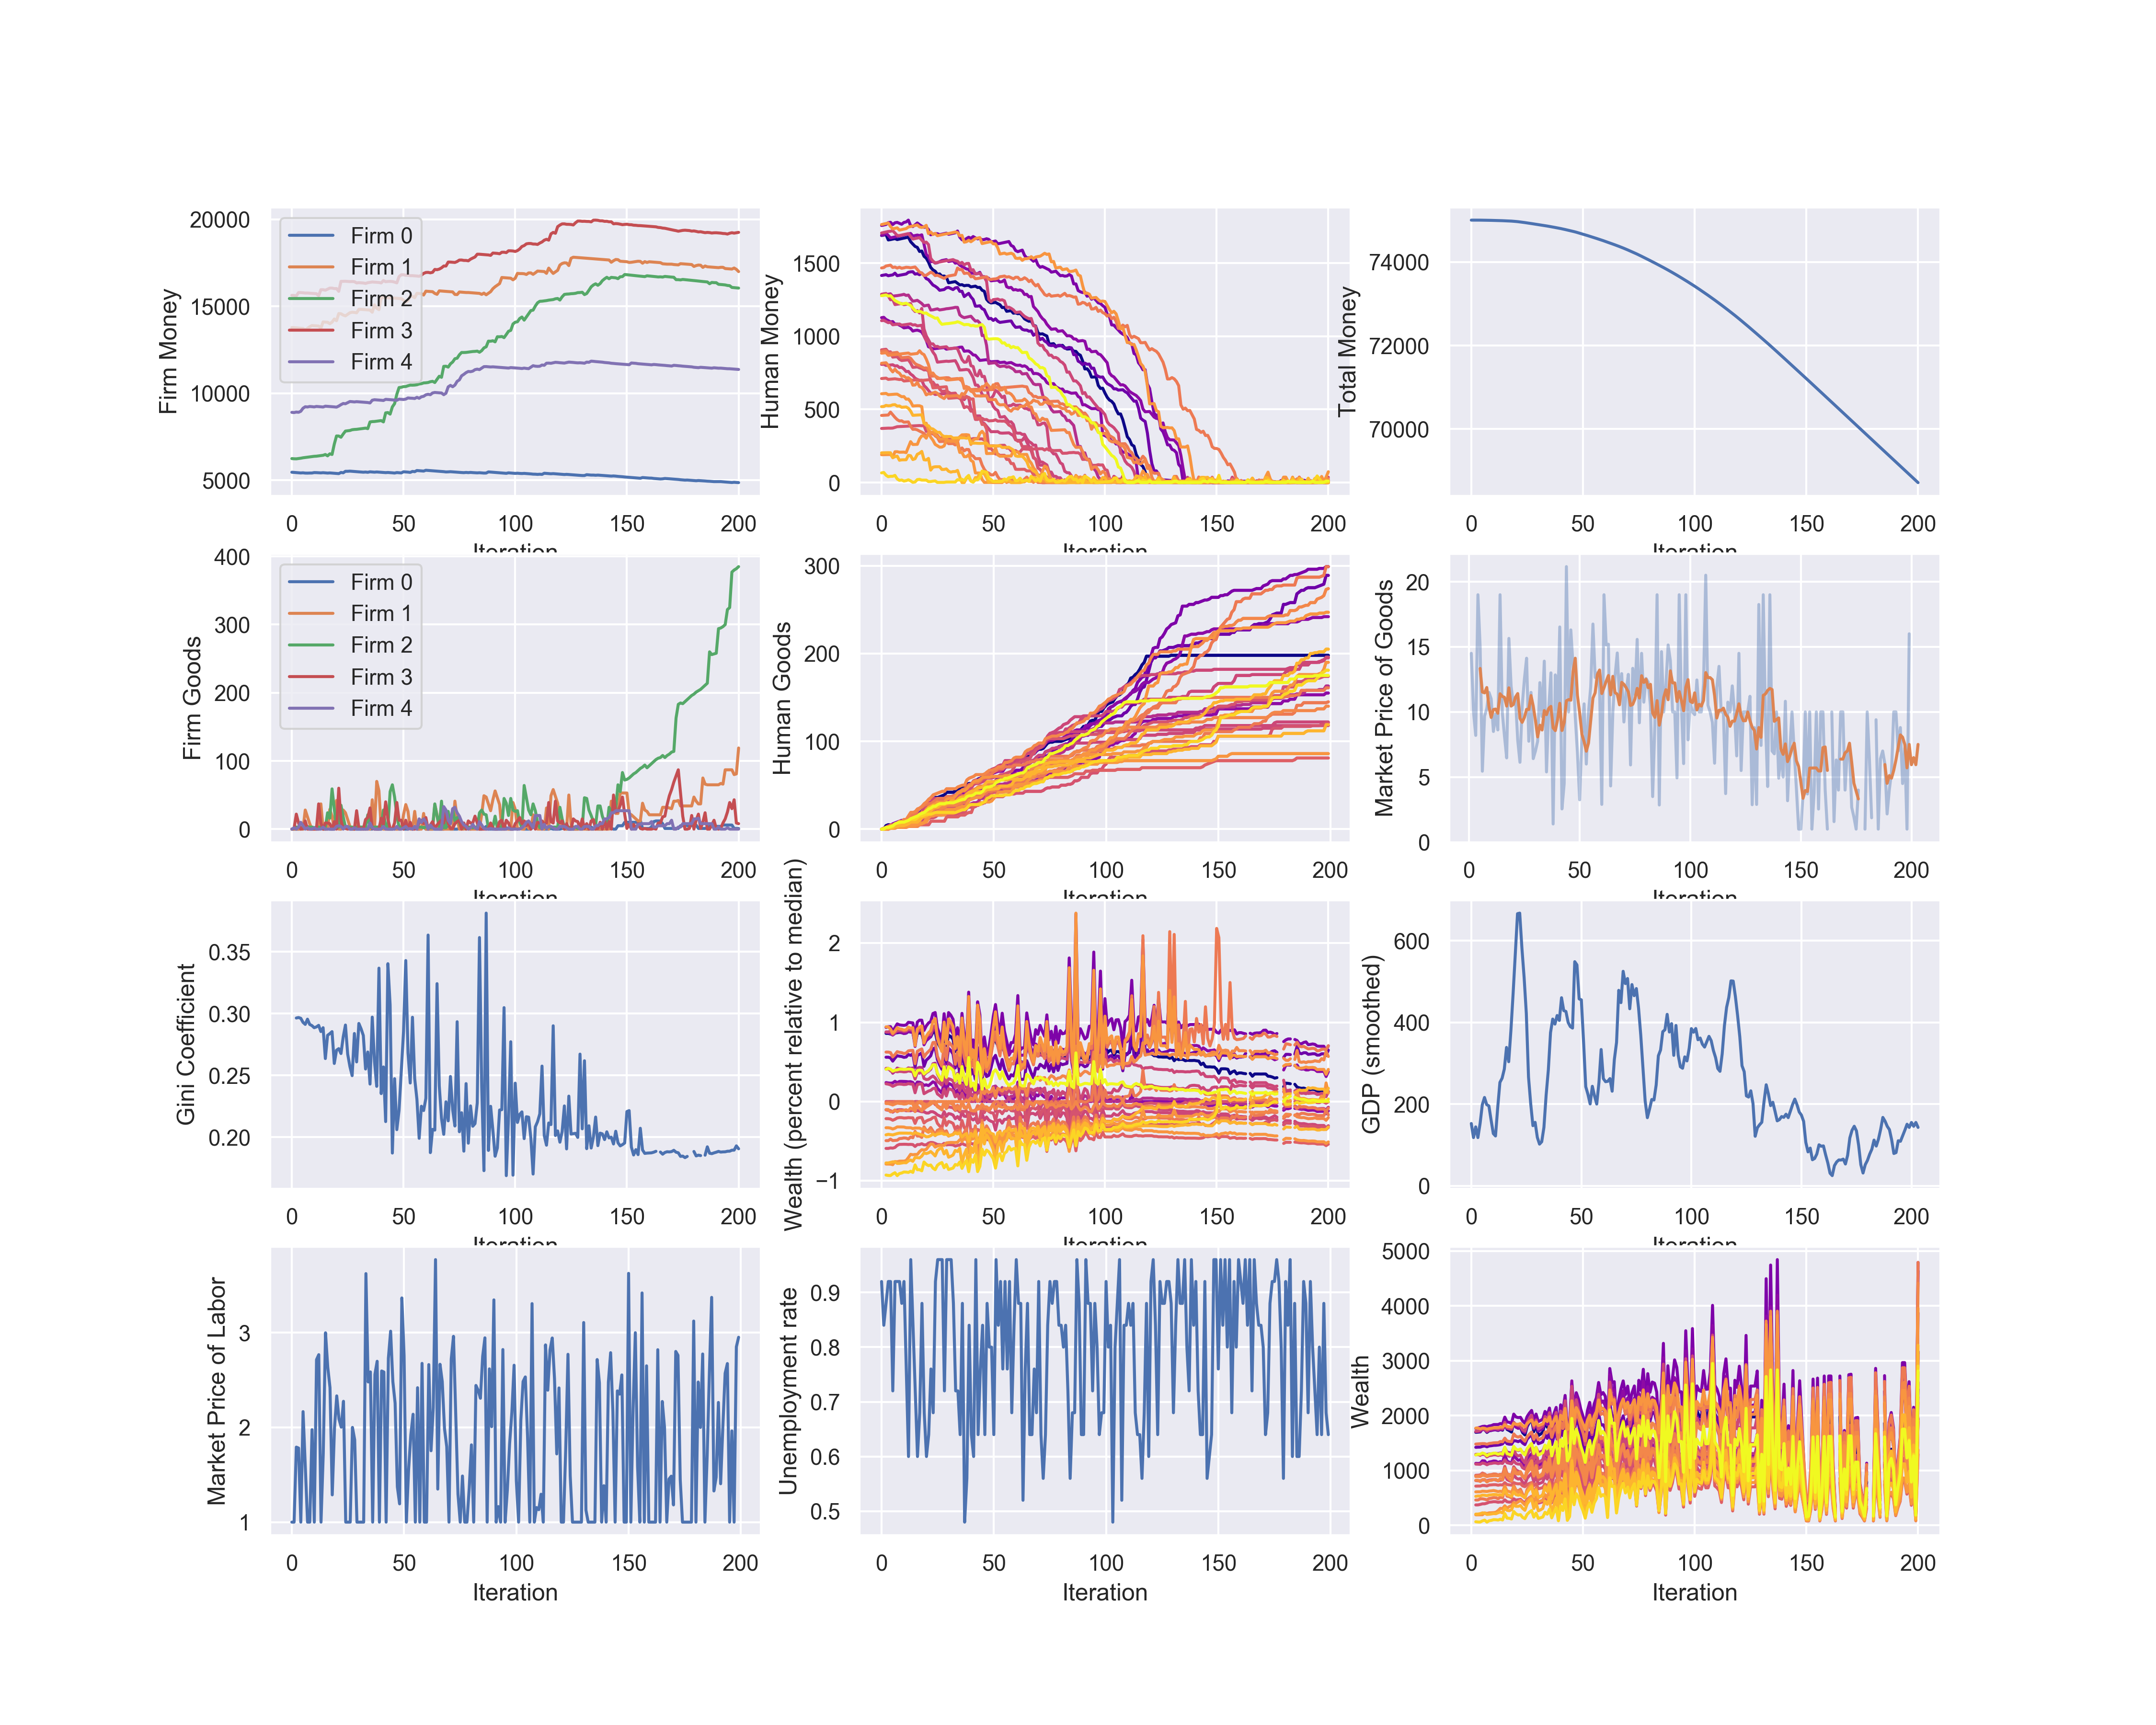 Firm Money
20000
15000
10000
5000
Firm 0
Firm 1
Firm 2
Firm 3
Firm 4
0 50 100 150 200
Iteration
Human Money
1500
1000
500
0
0 50 100 150 200
Iteration
Total Money
74000
72000
70000
0 50 100 150 200
Iteration
Firm Goods
400
300
200
100
0
Firm 0
Firm 1
Firm 2
Firm 3
Firm 4
0 50 100 150 200
Iteration
Human Goods
300
200
100
0
0 50 100 150 200
Iteration
Market Price of Goods
20
15
10
5
0
0 50 100 150 200
Iteration
Gini Coefficient
0.35
0.30
0.25
0.20
0 50 100 150 200
Iteration
Wealth (percent relative to median)
2
1
0
−1
0 50 100 150 200
Iteration
GDP (smoothed)
600
400
200
0
0 50 100 150 200
Iteration
Market Price of Labor
3
2
1
0 50 100 150 200
Iteration
Unemployment rate
0.9
0.8
0.7
0.6
0.5
0 50 100 150 200
Iteration
Wealth
5000
4000
3000
2000
1000
0
0 50 100 150 200
Iteration